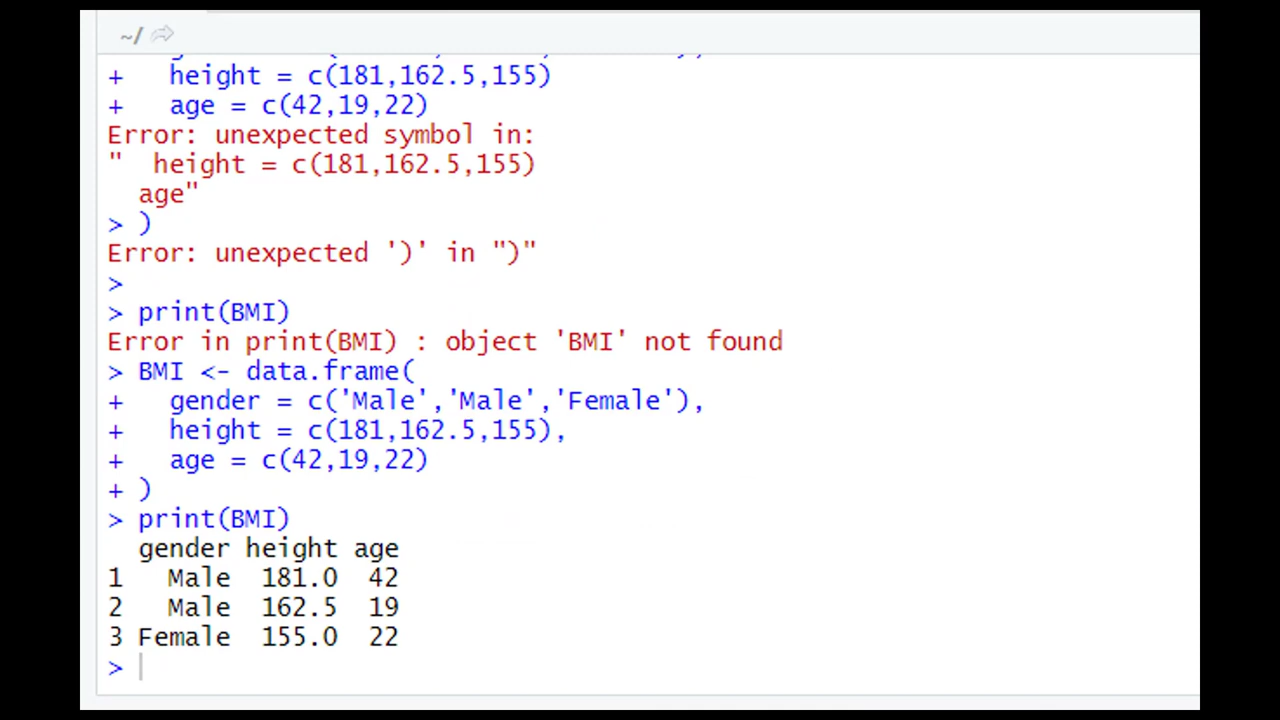 ~/
+   height = c(181,162.5,155)
+   age = c(42,19,22)
Error: unexpected symbol in:
"  height = c(181,162.5,155)
  age"
> )
Error: unexpected ')' in ")"
>
> print(BMI)
Error in print(BMI) : object 'BMI' not found
> BMI <- data.frame(
+   gender = c('Male','Male','Female'),
+   height = c(181,162.5,155),
+   age = c(42,19,22)
+ )
> print(BMI)
  gender height age
1   Male  181.0  42
2   Male  162.5  19
3 Female  155.0  22
>